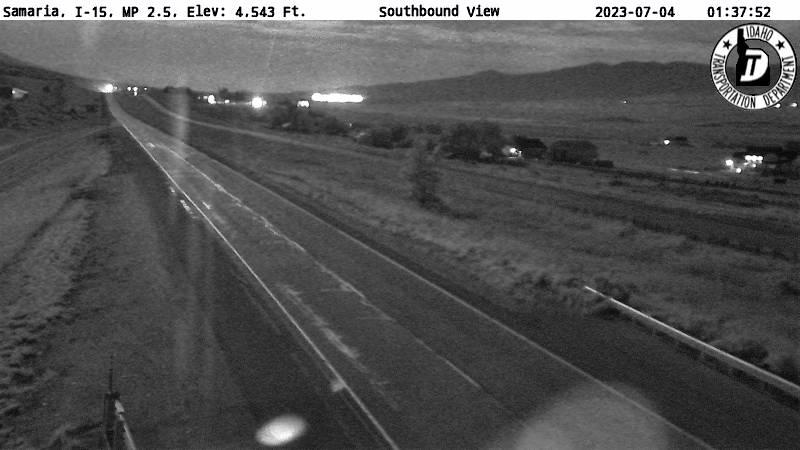 Samaria, I-15, MP 2.5, Elev: 4,543 Ft. Southbound View 2023-07-04 01:37:52
IDAHO
TRANSPORTATION DEPARTMENT